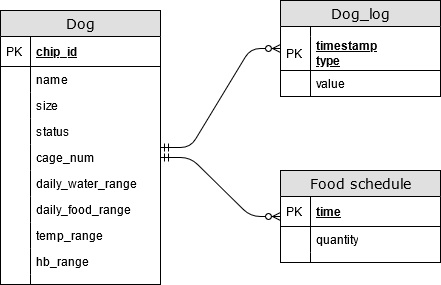 Dog
PK chip_id
name
size
status
cage_num
daily_water_range
daily_food_range
temp_range
hb_range
Dog_log
PK timestamp
type
value
Food schedule
PK time
quantity